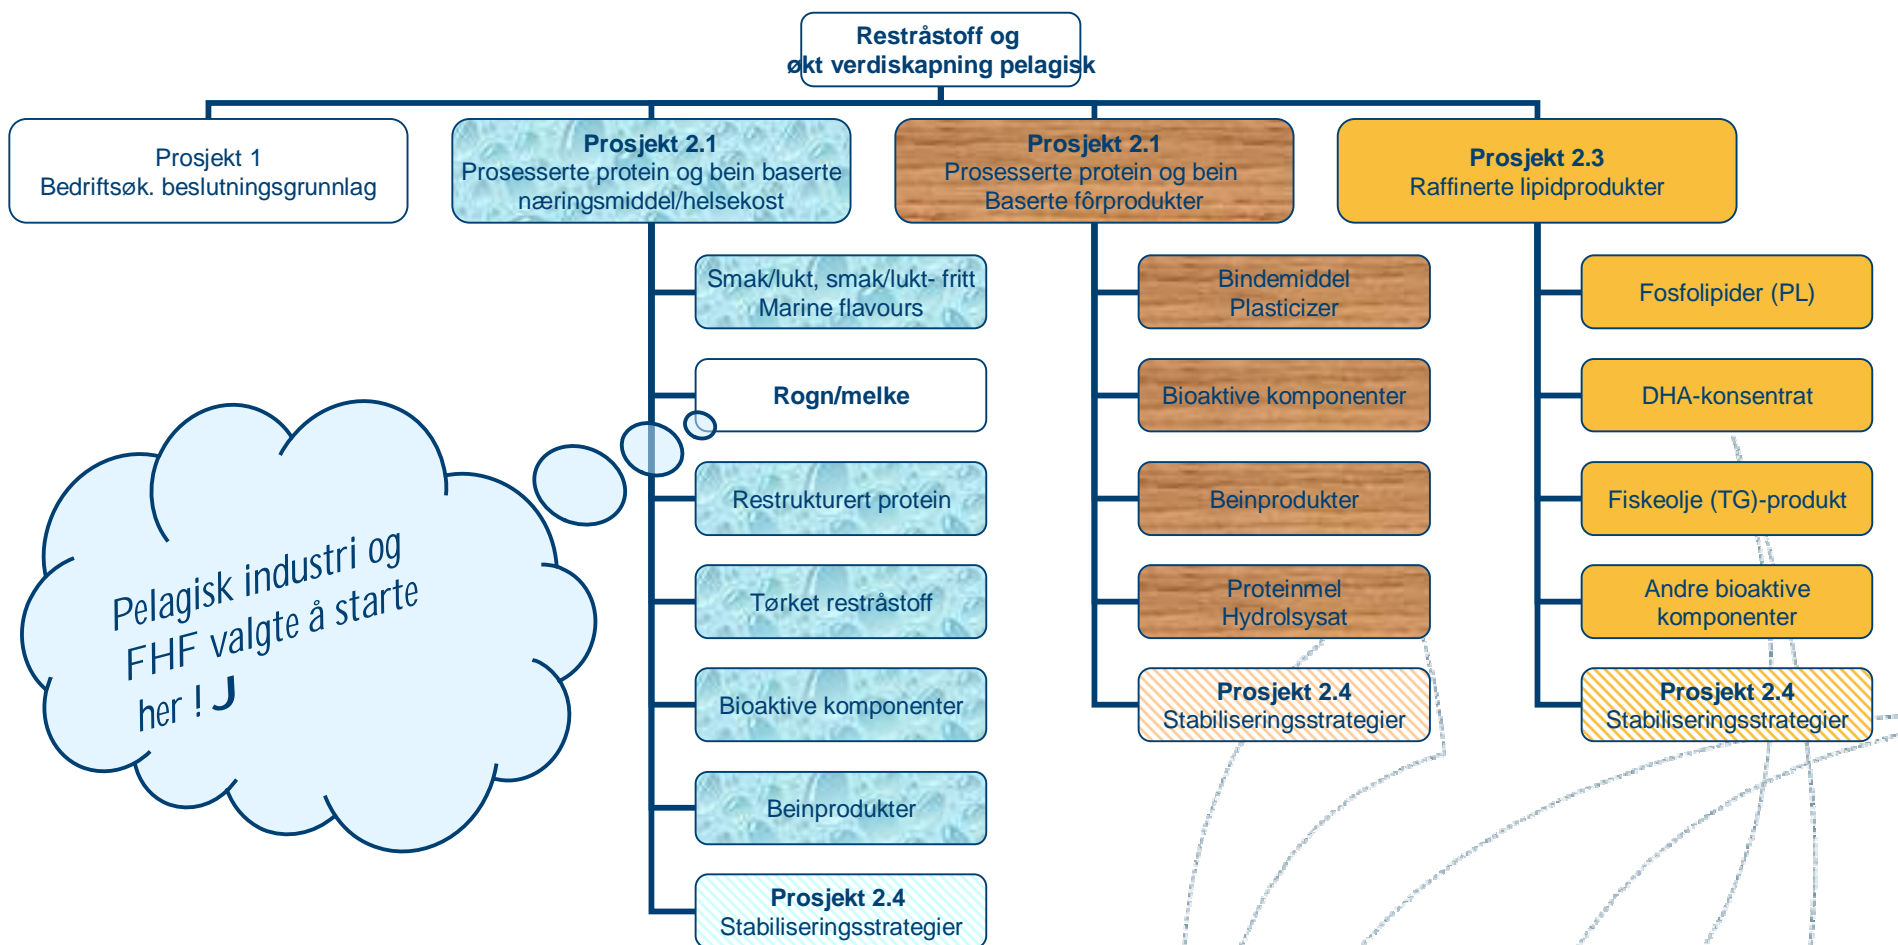 Restråstoff og
økt verdiskapning pelagisk
Prosjekt 1
Bedriftsøk. beslutningsgrunnlag
Prosjekt 2.1
Prosesserte protein og bein baserte
næringsmiddel/helsekost
Prosjekt 2.1
Prosesserte protein og bein
Baserte fôrprodukter
Prosjekt 2.3
Raffinerte lipidprodukter
Smak/lukt, smak/lukt- fritt
Marine flavours
Rogn/melke
Restrukturert protein
Tørket restråstoff
Bioaktive komponenter
Beinprodukter
Prosjekt 2.4
Stabiliseringsstrategier
Bindemiddel
Plasticizer
Bioaktive komponenter
Beinprodukter
Proteinmel
Hydrolsysat
Prosjekt 2.4
Stabiliseringsstrategier
Fosfolipider (PL)
DHA-konsentrat
Fiskeolje (TG)-produkt
Andre bioaktive
komponenter
Prosjekt 2.4
Stabiliseringsstrategier
Pelagisk industri og
FHF valgte å starte
her ! J